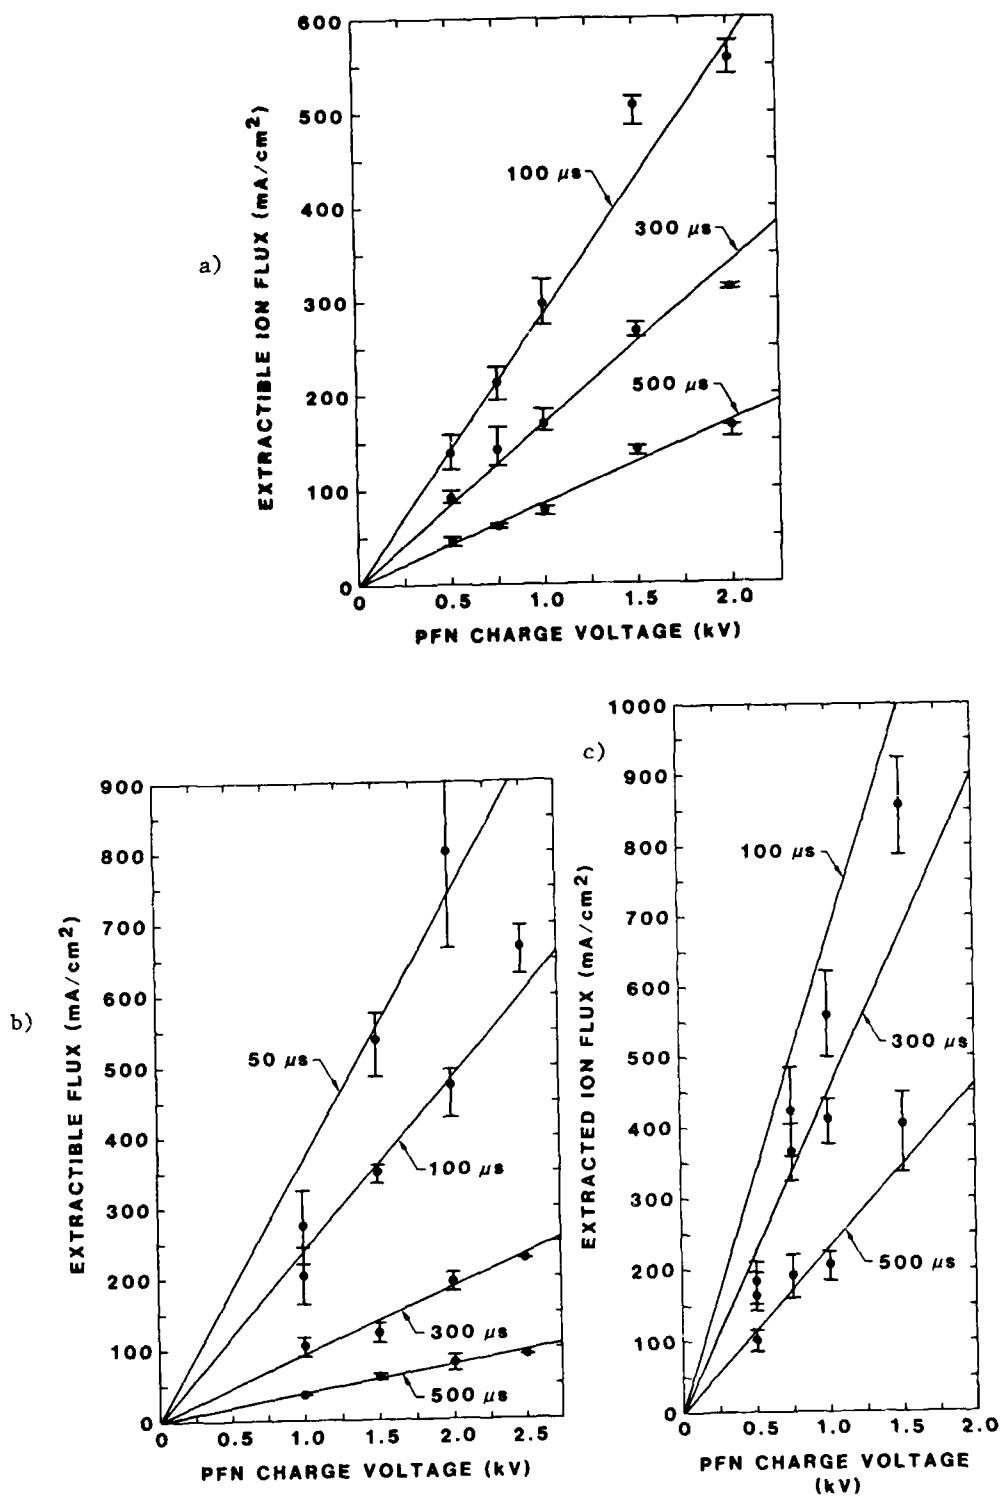 a)
EXTRACTIBLE ION FLUX (mA/cm²)
600
500
400
300
200
100
0
100 μs
300 μs
500 μs
0 0.5 1.0 1.5 2.0
PFN CHARGE VOLTAGE (kV)
b)
EXTRACTIBLE FLUX (mA/cm²)
900
800
700
600
500
400
300
200
100
0
50 μs
100 μs
300 μs
500 μs
0 0.5 1.0 1.5 2.0 2.5
PFN CHARGE VOLTAGE (kV)
c)
EXTRACTED ION FLUX (mA/cm²)
1000
900
800
700
600
500
400
300
200
100
0
100 μs
300 μs
500 μs
0 0.5 1.0 1.5 2.0
PFN CHARGE VOLTAGE
(kV)